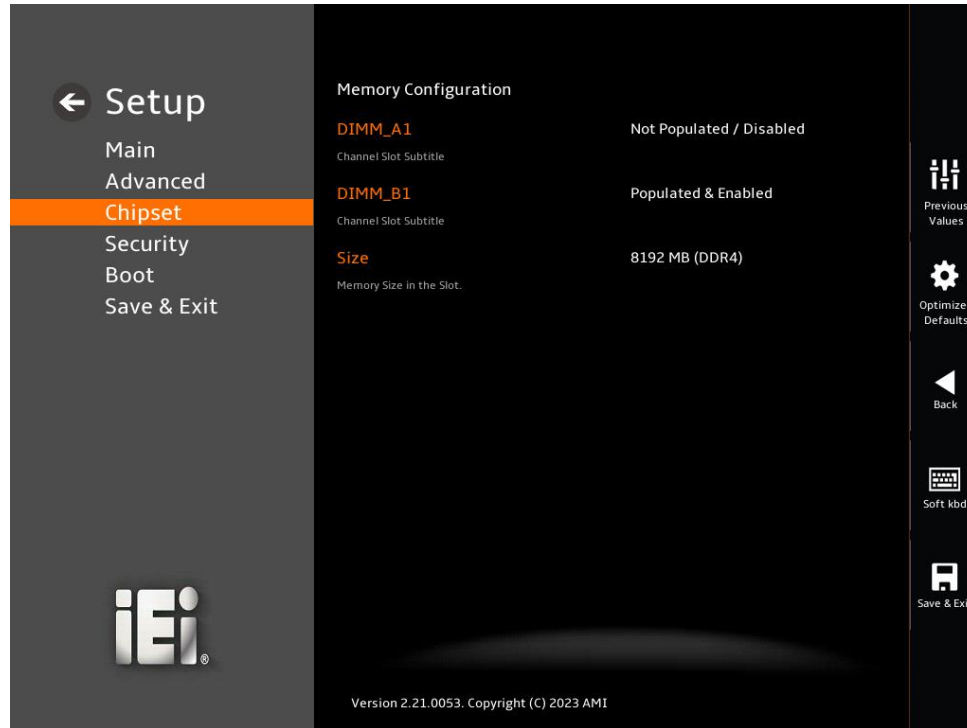 Setup
Main
Advanced
Chipset
Security
Boot
Save & Exit
iEi®
Memory Configuration
DIMM_A1 Not Populated / Disabled
Channel Slot Subtitle
DIMM_B1 Populated & Enabled
Channel Slot Subtitle
Size 8192 MB (DDR4)
Memory Size in the Slot.
Version 2.21.0053. Copyright (C) 2023 AMI
Previous
Values
Optimize
Defaults
Back
Soft kbd
Save & Exi